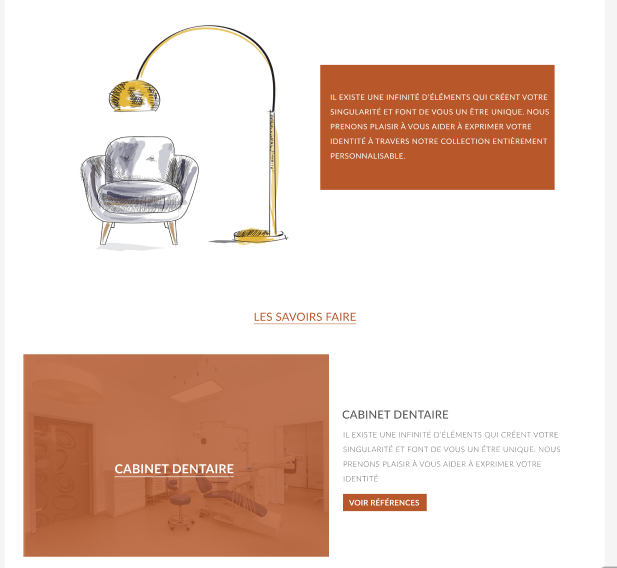 IL EXISTE UNE INFINITÉ D'ÉLÉMENTS QUI CRÉENT VOTRE
SINGULARITÉ ET FONT DE VOUS UN ÊTRE UNIQUE. NOUS
PRENONS PLAISIR À VOUS AIDER À EXPRIMER VOTRE
IDENTITÉ À TRAVERS NOTRE COLLECTION ENTIÈREMENT
PERSONNALISABLE.
LES SAVOIRS FAIRE
CABINET DENTAIRE
CABINET DENTAIRE
IL EXISTE UNE INFINITÉ D'ÉLÉMENTS QUI CRÉENT VOTRE
SINGULARITÉ ET FONT DE VOUS UN ÊTRE UNIQUE. NOUS
PRENONS PLAISIR À VOUS AIDER À EXPRIMER VOTRE
IDENTITÉ
VOIR RÉFÉRENCES